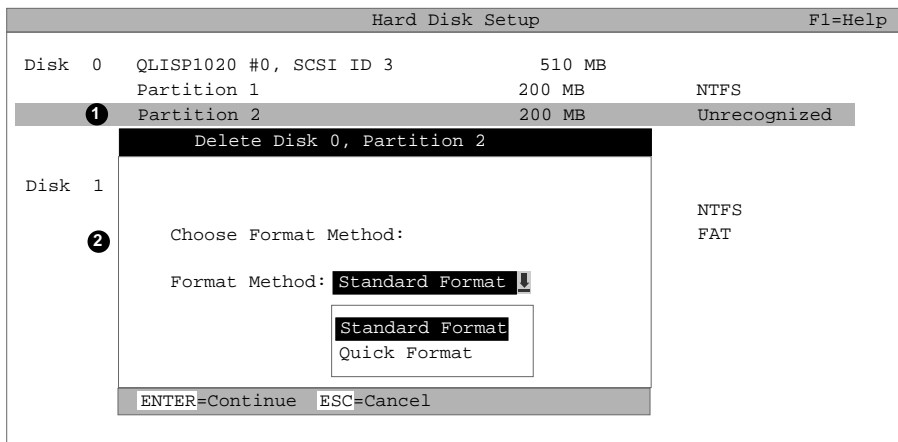 Hard Disk Setup F1=Help
Disk 0 QLISP1020 #0, SCSI ID 3 510 MB
Partition 1 200 MB NTFS
1 Partition 2 200 MB Unrecognized
Delete Disk 0, Partition 2
Disk 1
NTFS
2 Choose Format Method: FAT
Format Method: Standard Format
Standard Format
Quick Format
ENTER=Continue ESC=Cancel